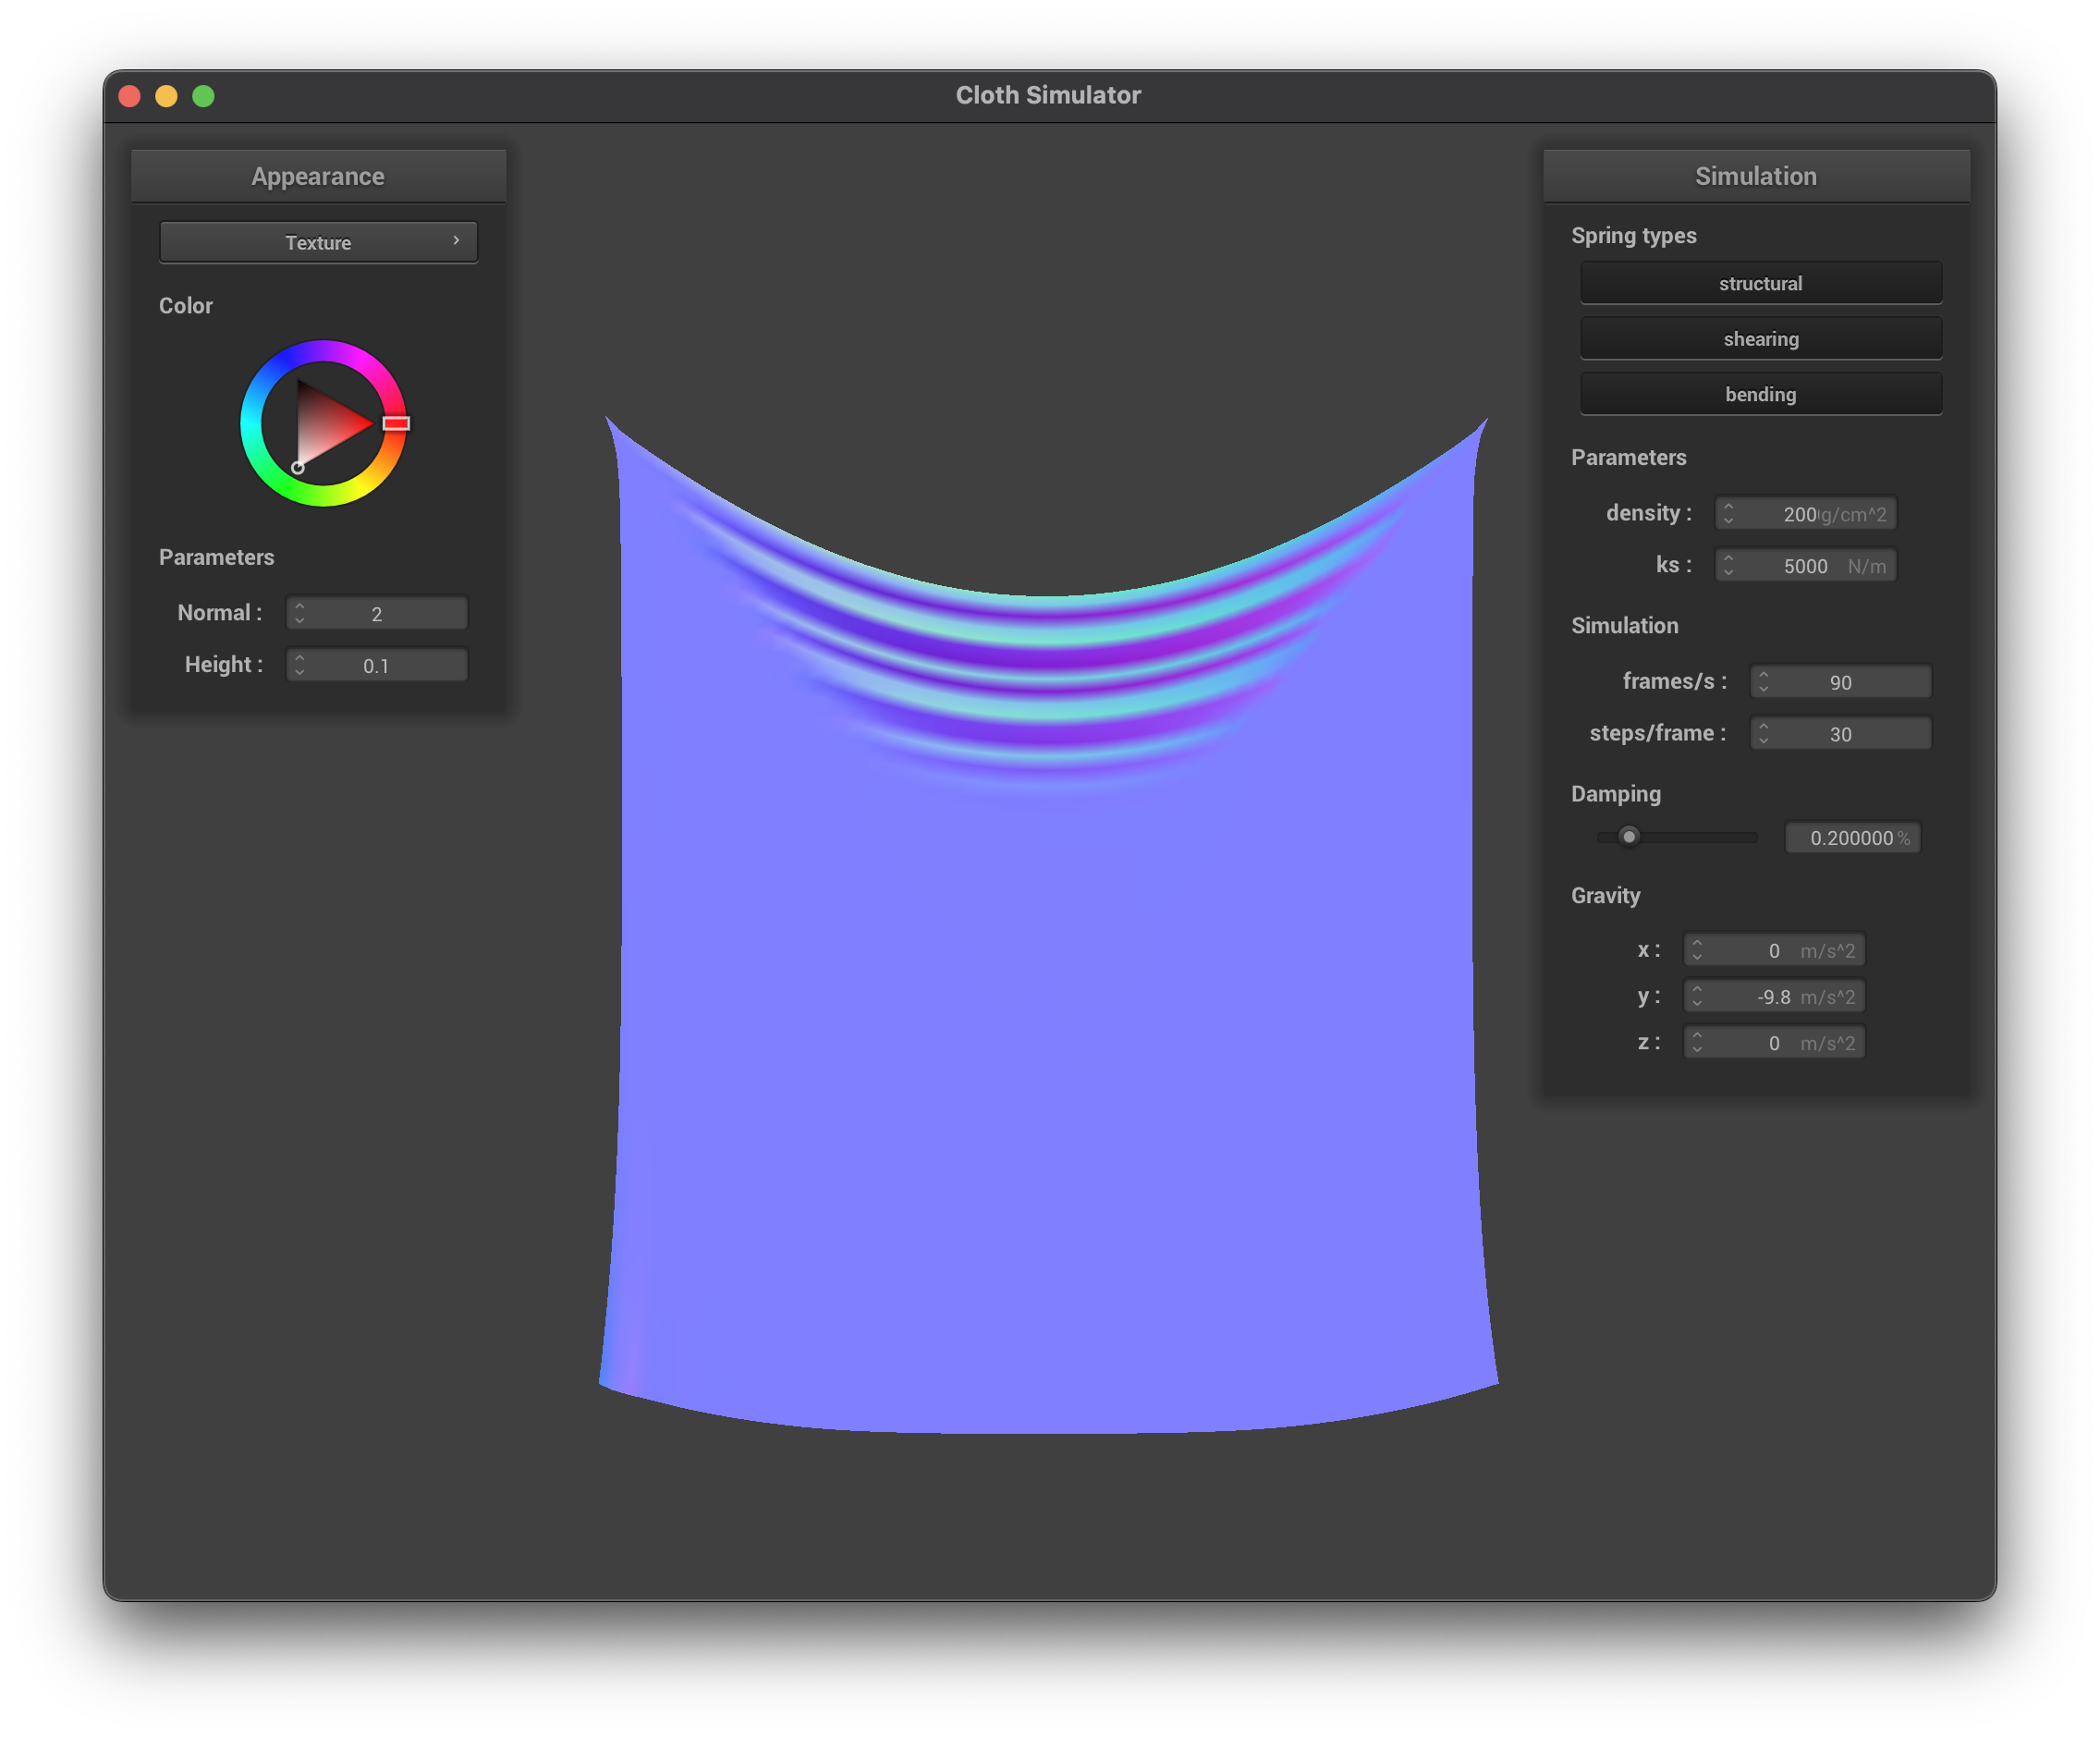 Cloth Simulator
Appearance
Texture
Color
Parameters
Normal : 2
Height : 0.1
Simulation
Spring types
structural
shearing
bending
Parameters
density : 200 g/cm^2
ks : 5000 N/m
Simulation
frames/s : 90
steps/frame : 30
Damping
0.200000 %
Gravity
x : 0 m/s^2
y : -9.8 m/s^2
z : 0 m/s^2